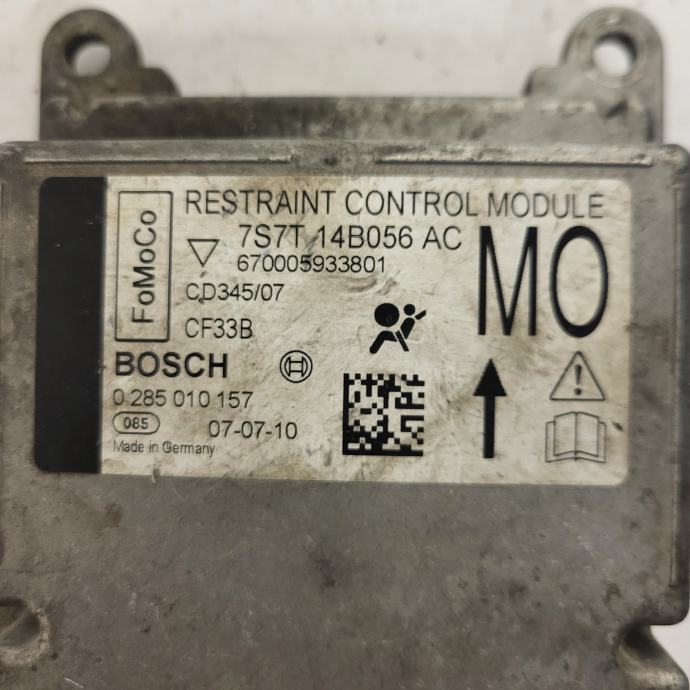 RESTRAINT CONTROL MODULE
FoMoCo
7S7T 14B056 AC
670005933801
MO
CD345/07
CF33B
BOSCH
0 285 010 157
085 07-07-10
Made in Germany